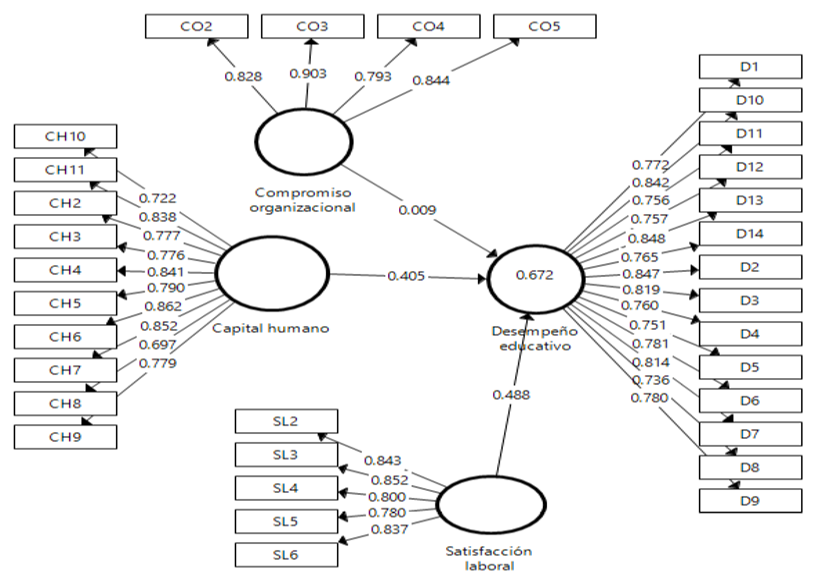 CO2
CO3
CO4
CO5
0.828
0.903
0.793
0.844
Compromiso
organizacional
0.009
CH10
CH11
CH2
CH3
CH4
CH5
CH6
CH7
CH8
CH9
0.722
0.838
0.777
0.776
0.841
0.790
0.862
0.852
0.697
0.779
Capital humano
0.405
0.672
Desempeño
educativo
0.488
D1
D10
D11
D12
D13
D14
D2
D3
D4
D5
D6
D7
D8
D9
0.772
0.842
0.756
0.757
0.848
0.765
0.847
0.819
0.760
0.751
0.781
0.814
0.736
0.780
SL2
SL3
SL4
SL5
SL6
0.843
0.852
0.800
0.780
0.837
Satisfacción
laboral